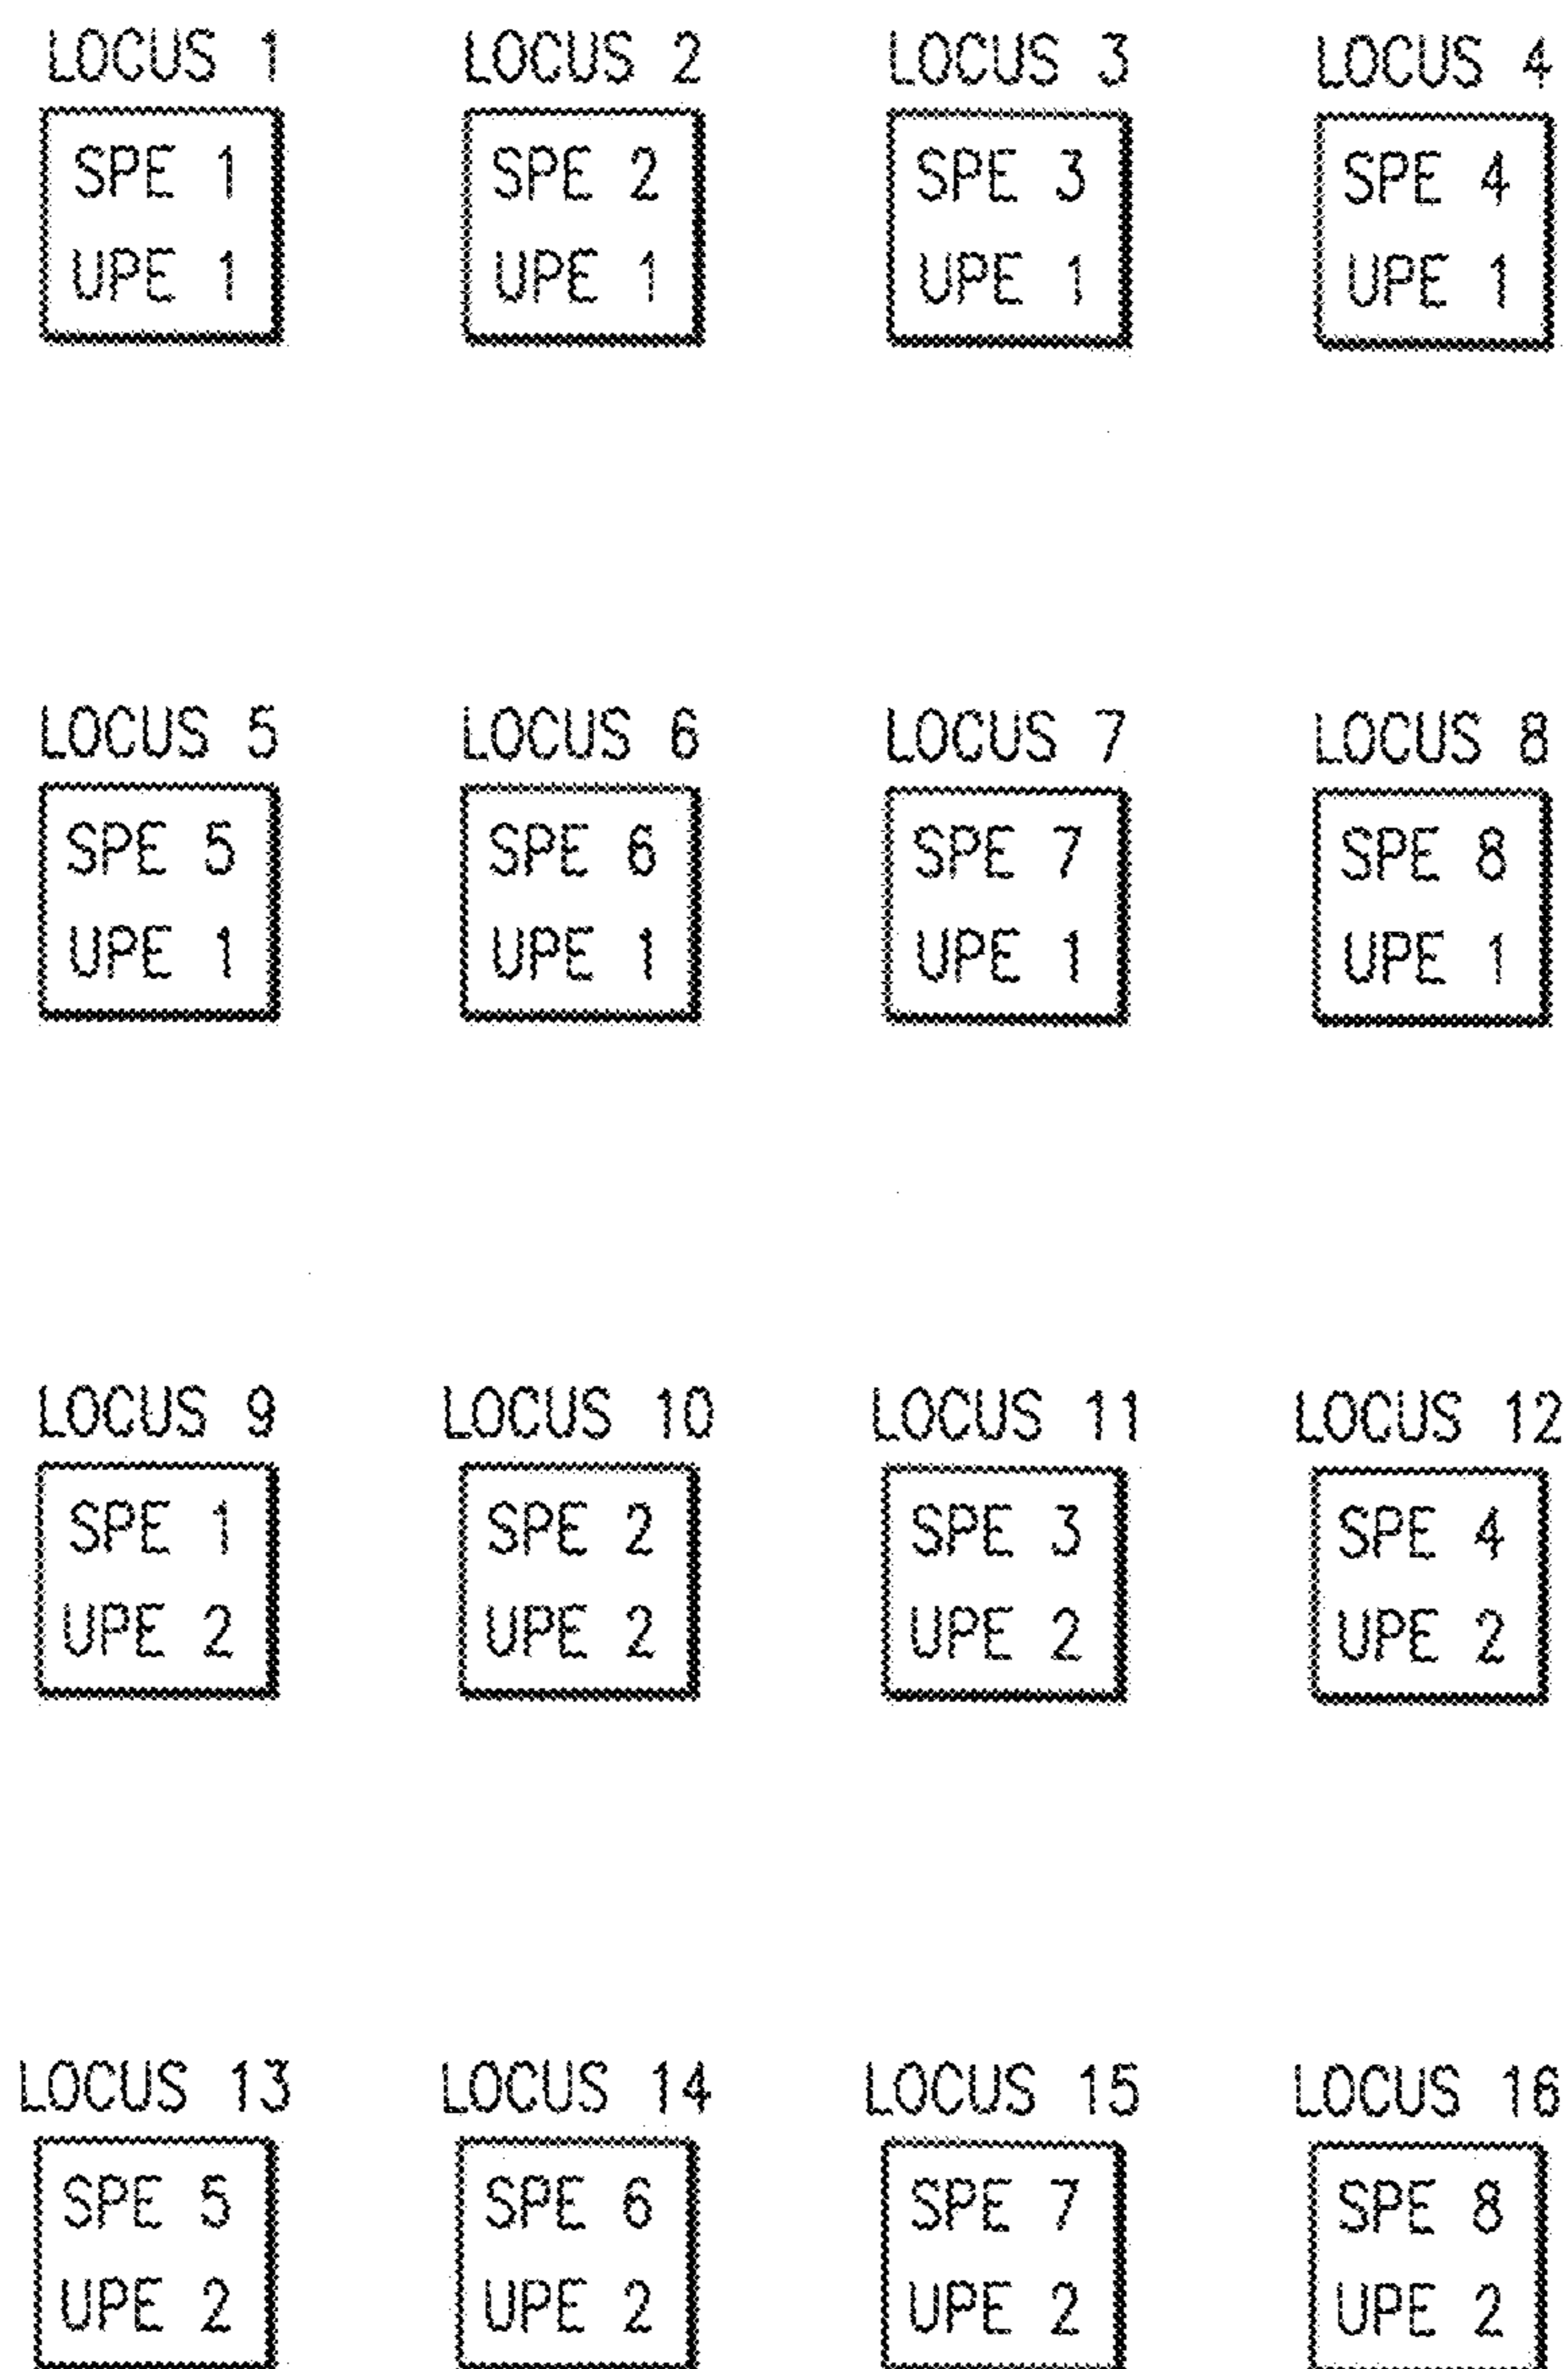 LOCUS 1 LOCUS 2 LOCUS 3 LOCUS 4
SPE 1 SPE 2 SPE 3 SPE 4
UPE 1 UPE 1 UPE 1 UPE 1
LOCUS 5 LOCUS 6 LOCUS 7 LOCUS 8
SPE 5 SPE 6 SPE 7 SPE 8
UPE 1 UPE 1 UPE 1 UPE 1
LOCUS 9 LOCUS 10 LOCUS 11 LOCUS 12
SPE 1 SPE 2 SPE 3 SPE 4
UPE 2 UPE 2 UPE 2 UPE 2
LOCUS 13 LOCUS 14 LOCUS 15 LOCUS 16
SPE 5 SPE 6 SPE 7 SPE 8
UPE 2 UPE 2 UPE 2 UPE 2